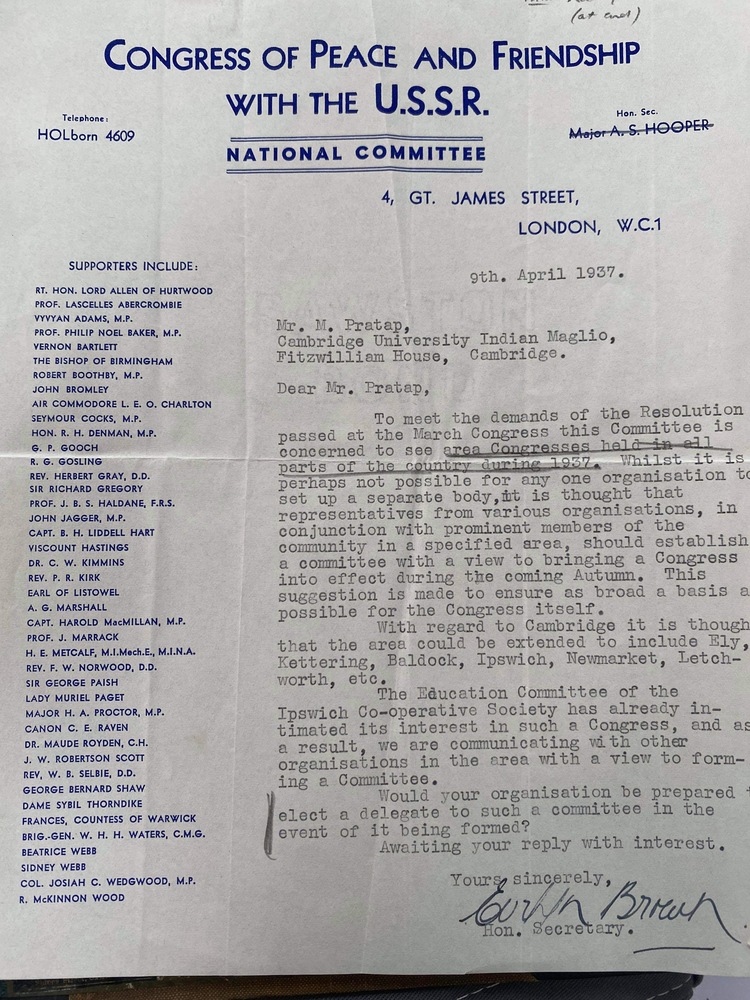 (at end)
CONGRESS OF PEACE AND FRIENDSHIP
WITH THE U.S.S.R.
Telephone:
HOLborn 4609
Hon. Sec.
Major A. S. HOOPER
NATIONAL COMMITTEE
4, GT. JAMES STREET,
LONDON, W.C.1
SUPPORTERS INCLUDE:
RT. HON. LORD ALLEN OF HURTWOOD
PROF. LASCELLES ABERCROMBIE
VYVYAN ADAMS, M.P.
PROF. PHILIP NOEL BAKER, M.P.
VERNON BARTLETT
THE BISHOP OF BIRMINGHAM
ROBERT BOOTHBY, M.P.
JOHN BROMLEY
AIR COMMODORE L. E. O. CHARLTON
SEYMOUR COCKS, M.P.
HON. R. H. DENMAN, M.P.
G. P. GOOCH
R. G. GOSLING
REV. HERBERT GRAY, D.D.
SIR RICHARD GREGORY
PROF. J. B. S. HALDANE, F.R.S.
JOHN JAGGER, M.P.
CAPT. B. H. LIDDELL HART
VISCOUNT HASTINGS
DR. C. W. KIMMINS
REV. P. R. KIRK
EARL OF LISTOWEL
A. G. MARSHALL
CAPT. HAROLD MacMILLAN, M.P.
PROF. J. MARRACK
H. E. METCALF, M.I.Mech.E., M.I.N.A.
REV. F. W. NORWOOD, D.D.
SIR GEORGE PAISH
LADY MURIEL PAGET
MAJOR H. A. PROCTOR, M.P.
CANON C. E. RAVEN
DR. MAUDE ROYDEN, C.H.
J. W. ROBERTSON SCOTT
REV, W. B. SELBIE, D.D.
GEORGE BERNARD SHAW
DAME SYBIL THORNDIKE
FRANCES, COUNTESS OF WARWICK
BRIG.-GEN. W. H. H. WATERS, C.M.G.
BEATRICE WEBB
SIDNEY WEBB
COL. JOSIAH C. WEDGWOOD, M.P.
R. McKINNON WOOD
9th. April 1937.
Mr. M. Pratap,
Cambridge University Indian Maglio,
Fitzwilliam House, Cambridge.
Dear Mr. Pratap,
To meet the demands of the Resolution
passed at the March Congress this Committee is
concerned to see area Congresses held in all
parts of the country during 1937. Whilst it is
perhaps not possible for any one organisation to
set up a separate body, it is thought that
representatives from various organisations, in
conjunction with prominent members of the
community in a specified area, should establish
a committee with a view to bringing a Congress
into effect during the coming Autumn. This
suggestion is made to ensure as broad a basis a
possible for the Congress itself.
With regard to Cambridge it is though
that the area could be extended to include Ely,
Kettering, Baldock, Ipswich, Newmarket, Letch-
worth, etc.
The Education Committee of the
Ipswich Co-operative Society has already in-
timated its interest in such a Congress, and as
a result, we are communicating with other
organisations in the area with a view to form-
ing a Committee.
Would your organisation be prepared t
elect a delegate to such a committee in the
event of it being formed?
Awaiting your reply with interest.
Yours sincerely,
Evelyn Brown
Hon. Secretary.